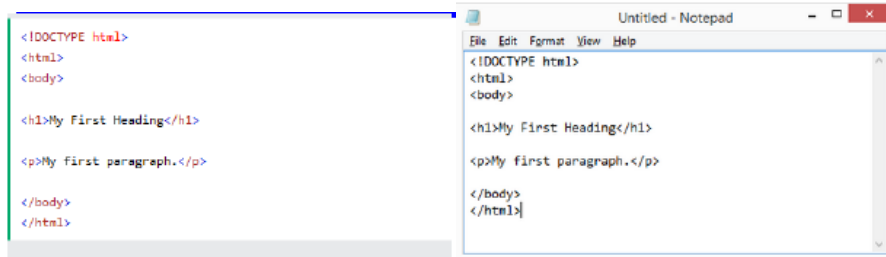 <!DOCTYPE html>
<html>
<body>
<h1>My First Heading</h1>
<p>My first paragraph.</p>
</body>
</html>
Untitled - Notepad
File Edit Format View Help
<!DOCTYPE html>
<html>
<body>
<h1>My First Heading</h1>
<p>My first paragraph.</p>
</body>
</html>